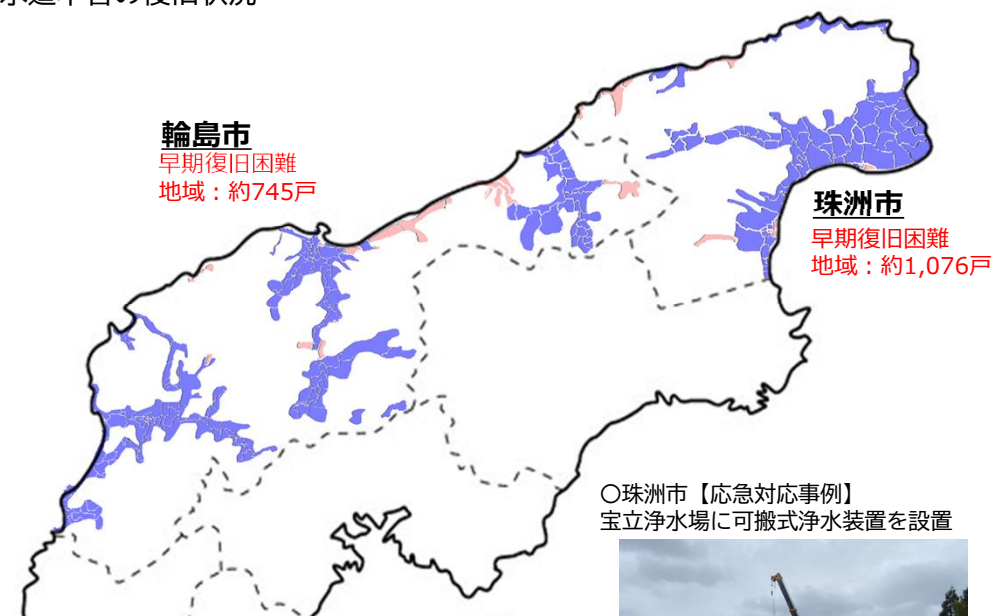 輪島市
早期復旧困難
地域：約745戸
珠洲市
早期復旧困難
地域：約1,076戸
〇珠洲市【応急対応事例】
宝立浄水場に可搬式浄水装置を設置